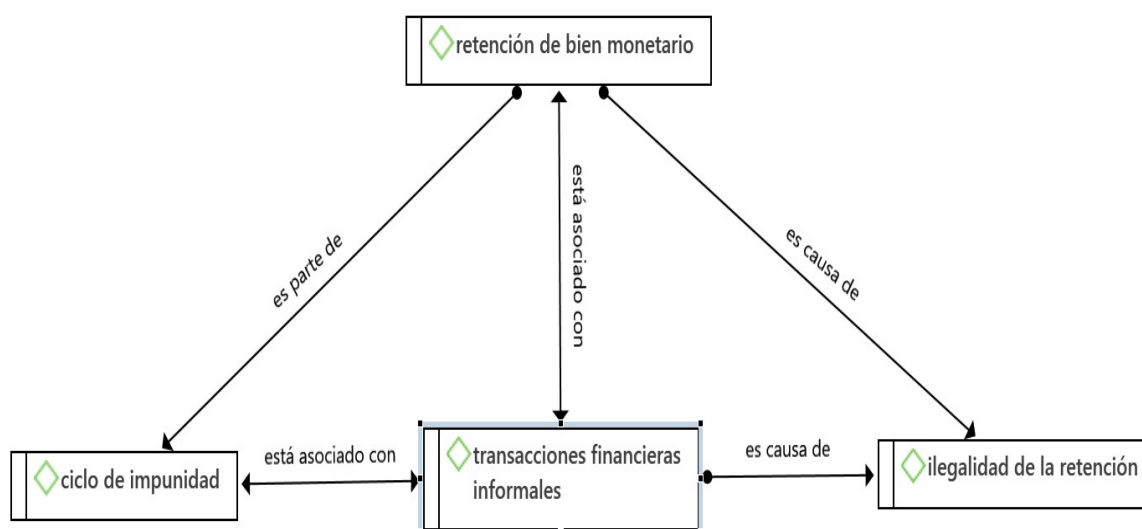 retención de bien monetario
es parte de
está asociado con
es causa de
ciclo de impunidad
está asociado con
transacciones financieras
informales
es causa de
ilegalidad de la retención